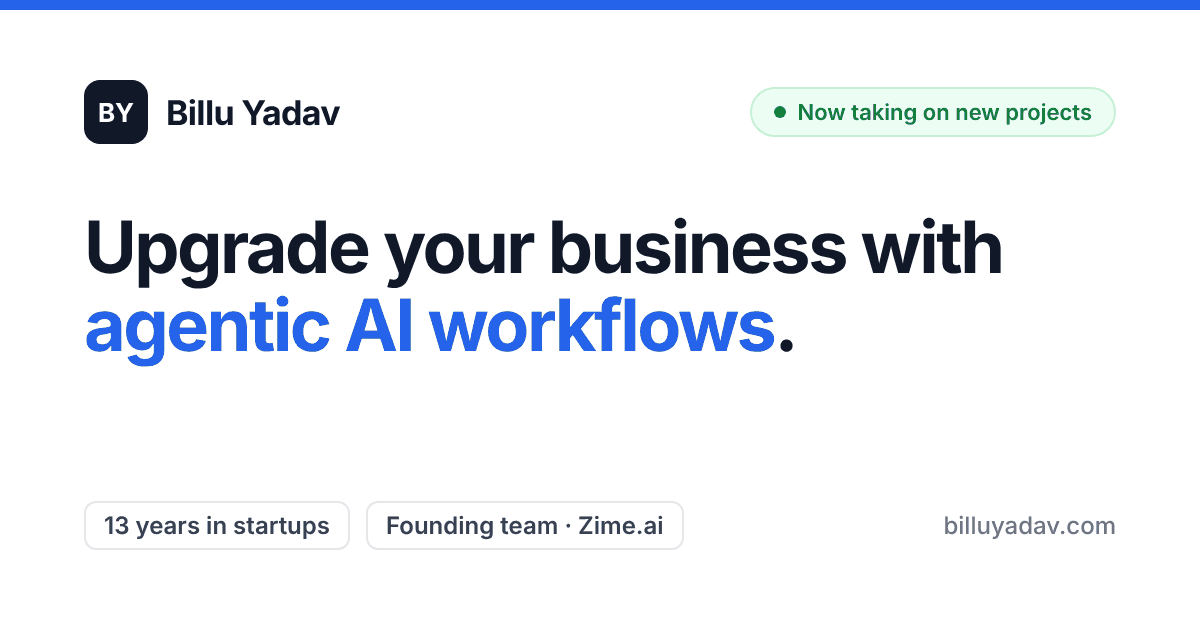 BY
Billu Yadav
Now taking on new projects
Upgrade your business with
agentic AI workflows.
13 years in startups
Founding team · Zime.ai
billuyadav.com